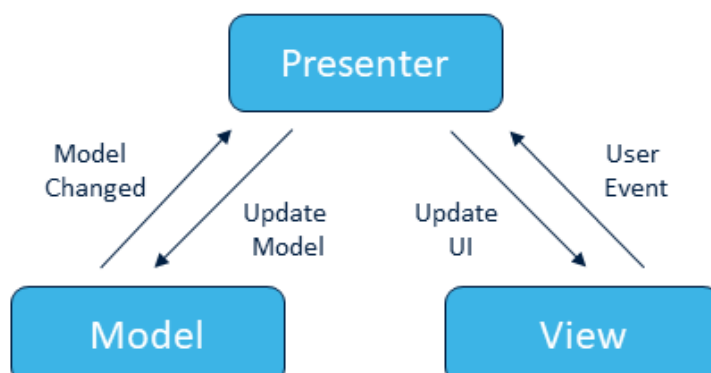 Presenter
Model
Changed
User
Event
Update
Model
Update
UI
Model
View